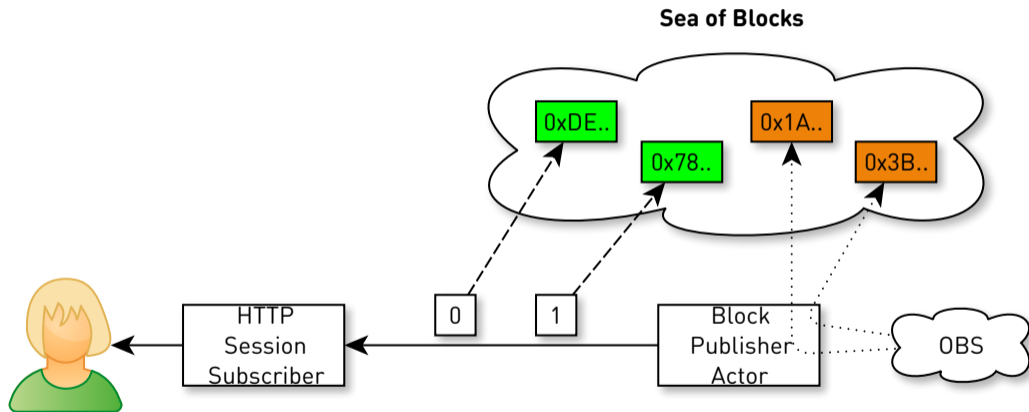 Sea of Blocks
0xDE..
0x1A..
0x78..
0x3B..
0
1
HTTP
Session
Subscriber
Block
Publisher
Actor
OBS